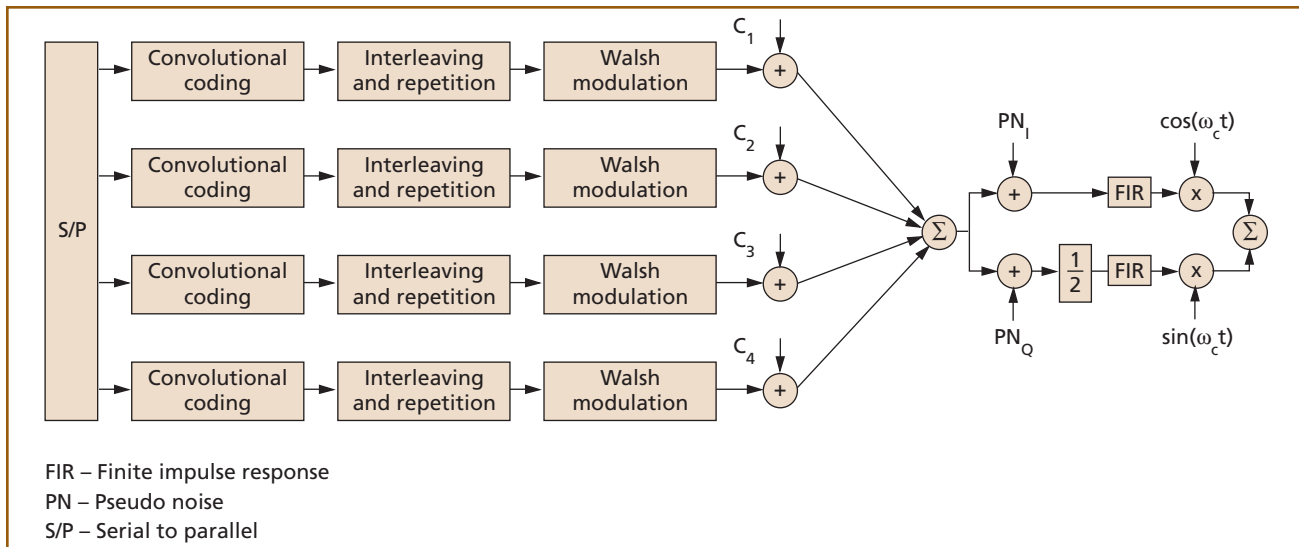 S/P
Convolutional
coding
Interleaving
and repetition
Walsh
modulation
C1
+
Convolutional
coding
Interleaving
and repetition
Walsh
modulation
C2
+
Convolutional
coding
Interleaving
and repetition
Walsh
modulation
C3
+
Convolutional
coding
Interleaving
and repetition
Walsh
modulation
C4
+
Σ
PNI
+
FIR
cos(ωct)
x
+
PNQ
1
2
FIR
x
sin(ωct)
Σ
FIR – Finite impulse response
PN – Pseudo noise
S/P – Serial to parallel